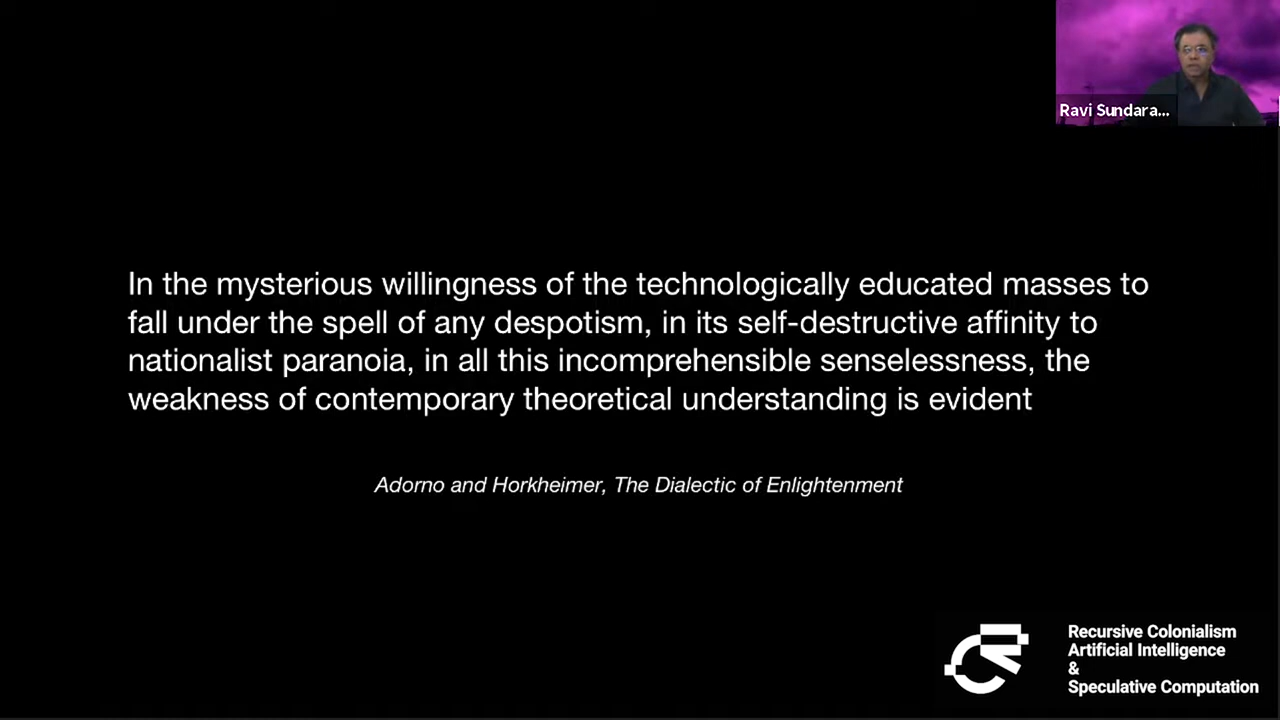 Ravi Sundara...
In the mysterious willingness of the technologically educated masses to
fall under the spell of any despotism, in its self-destructive affinity to
nationalist paranoia, in all this incomprehensible senselessness, the
weakness of contemporary theoretical understanding is evident
Adorno and Horkheimer, The Dialectic of Enlightenment
Recursive Colonialism
Artificial Intelligence
&
Speculative Computation